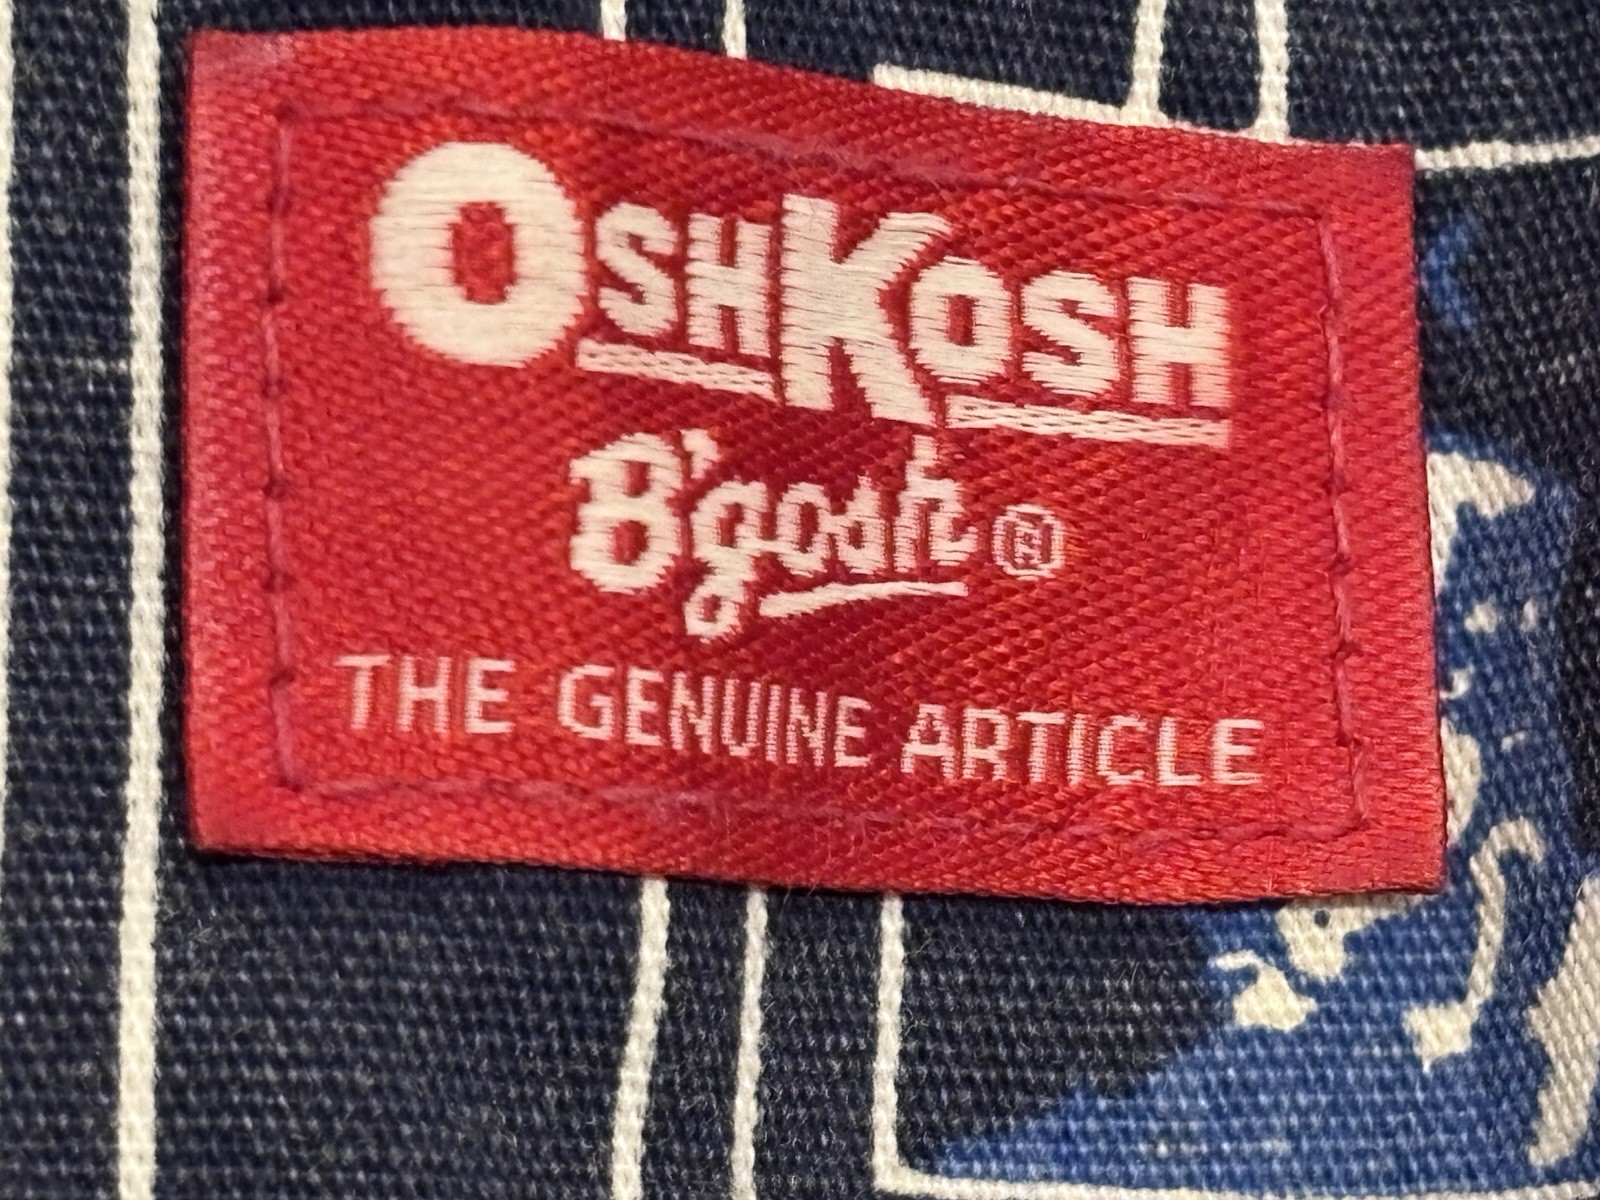 OSHKOSH
B'gosh ®
THE GENUINE ARTICLE